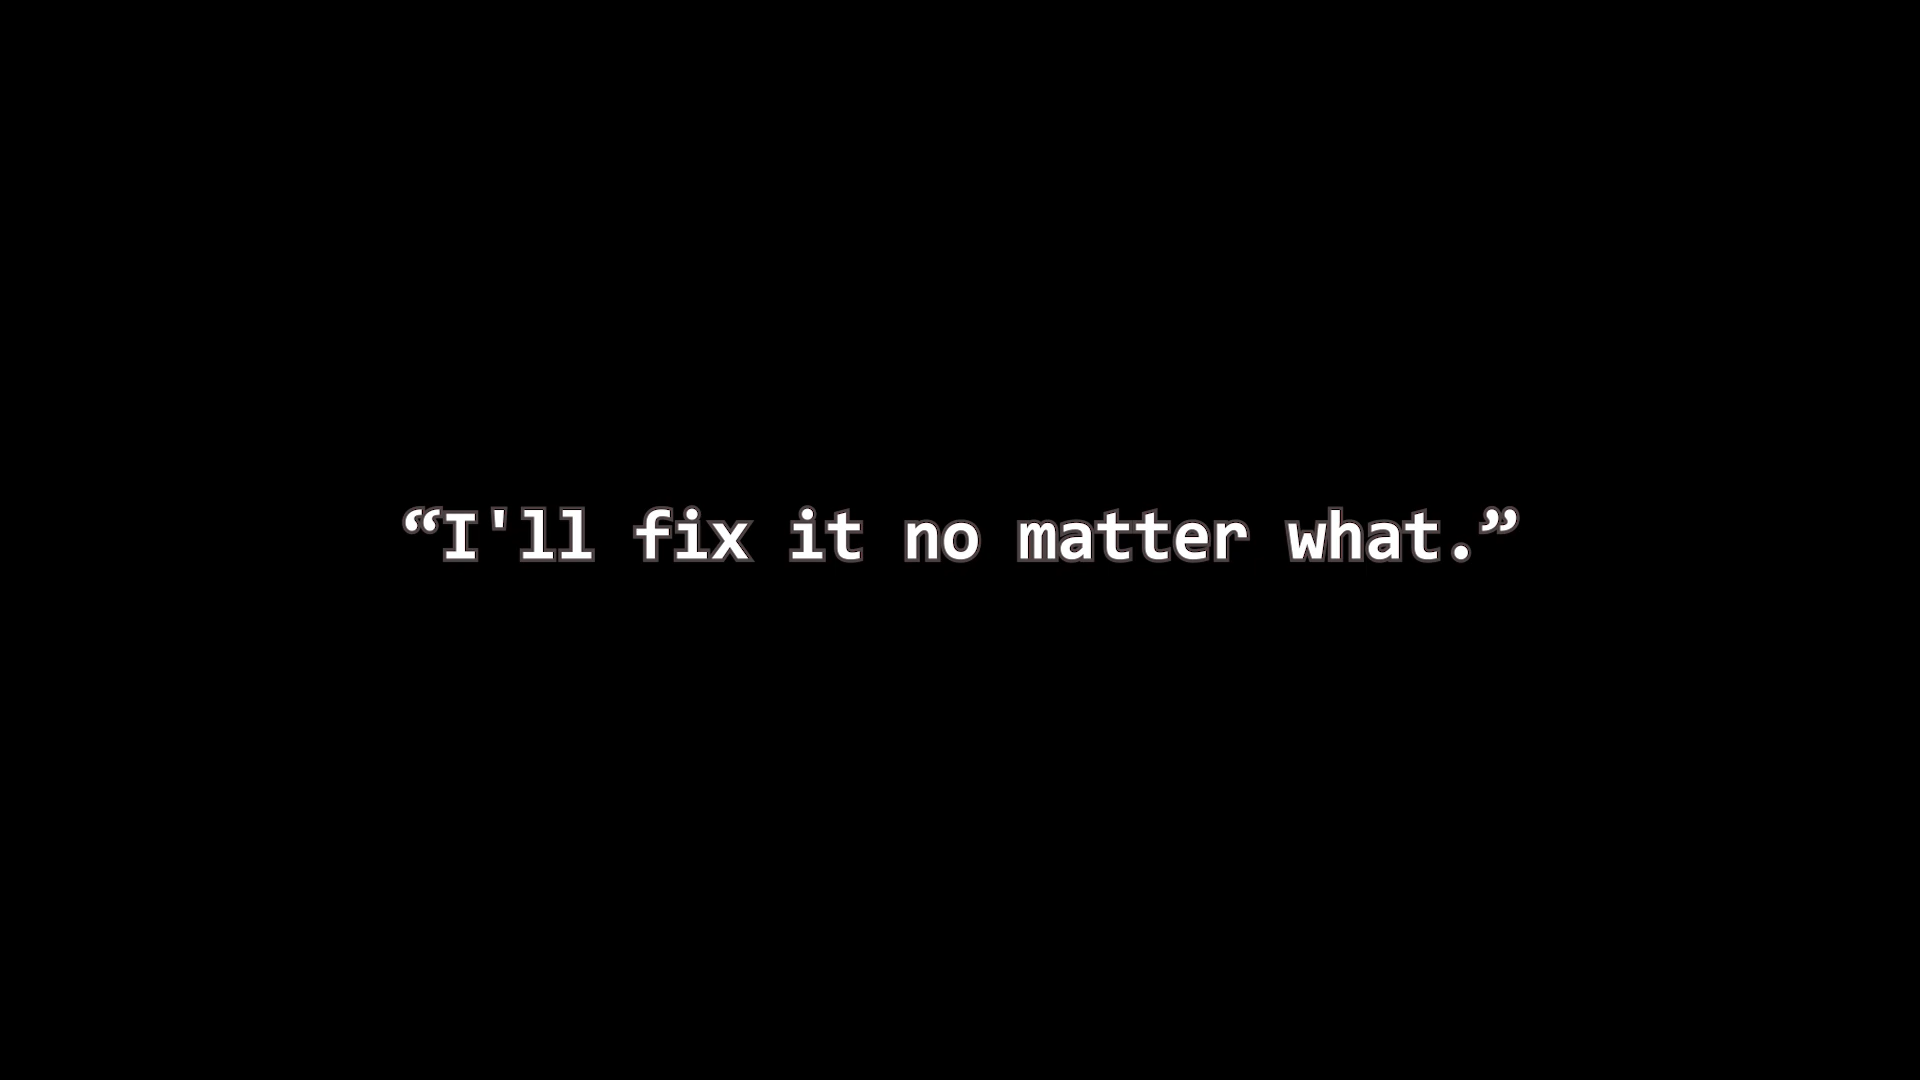 “I'll fix it no matter what.”